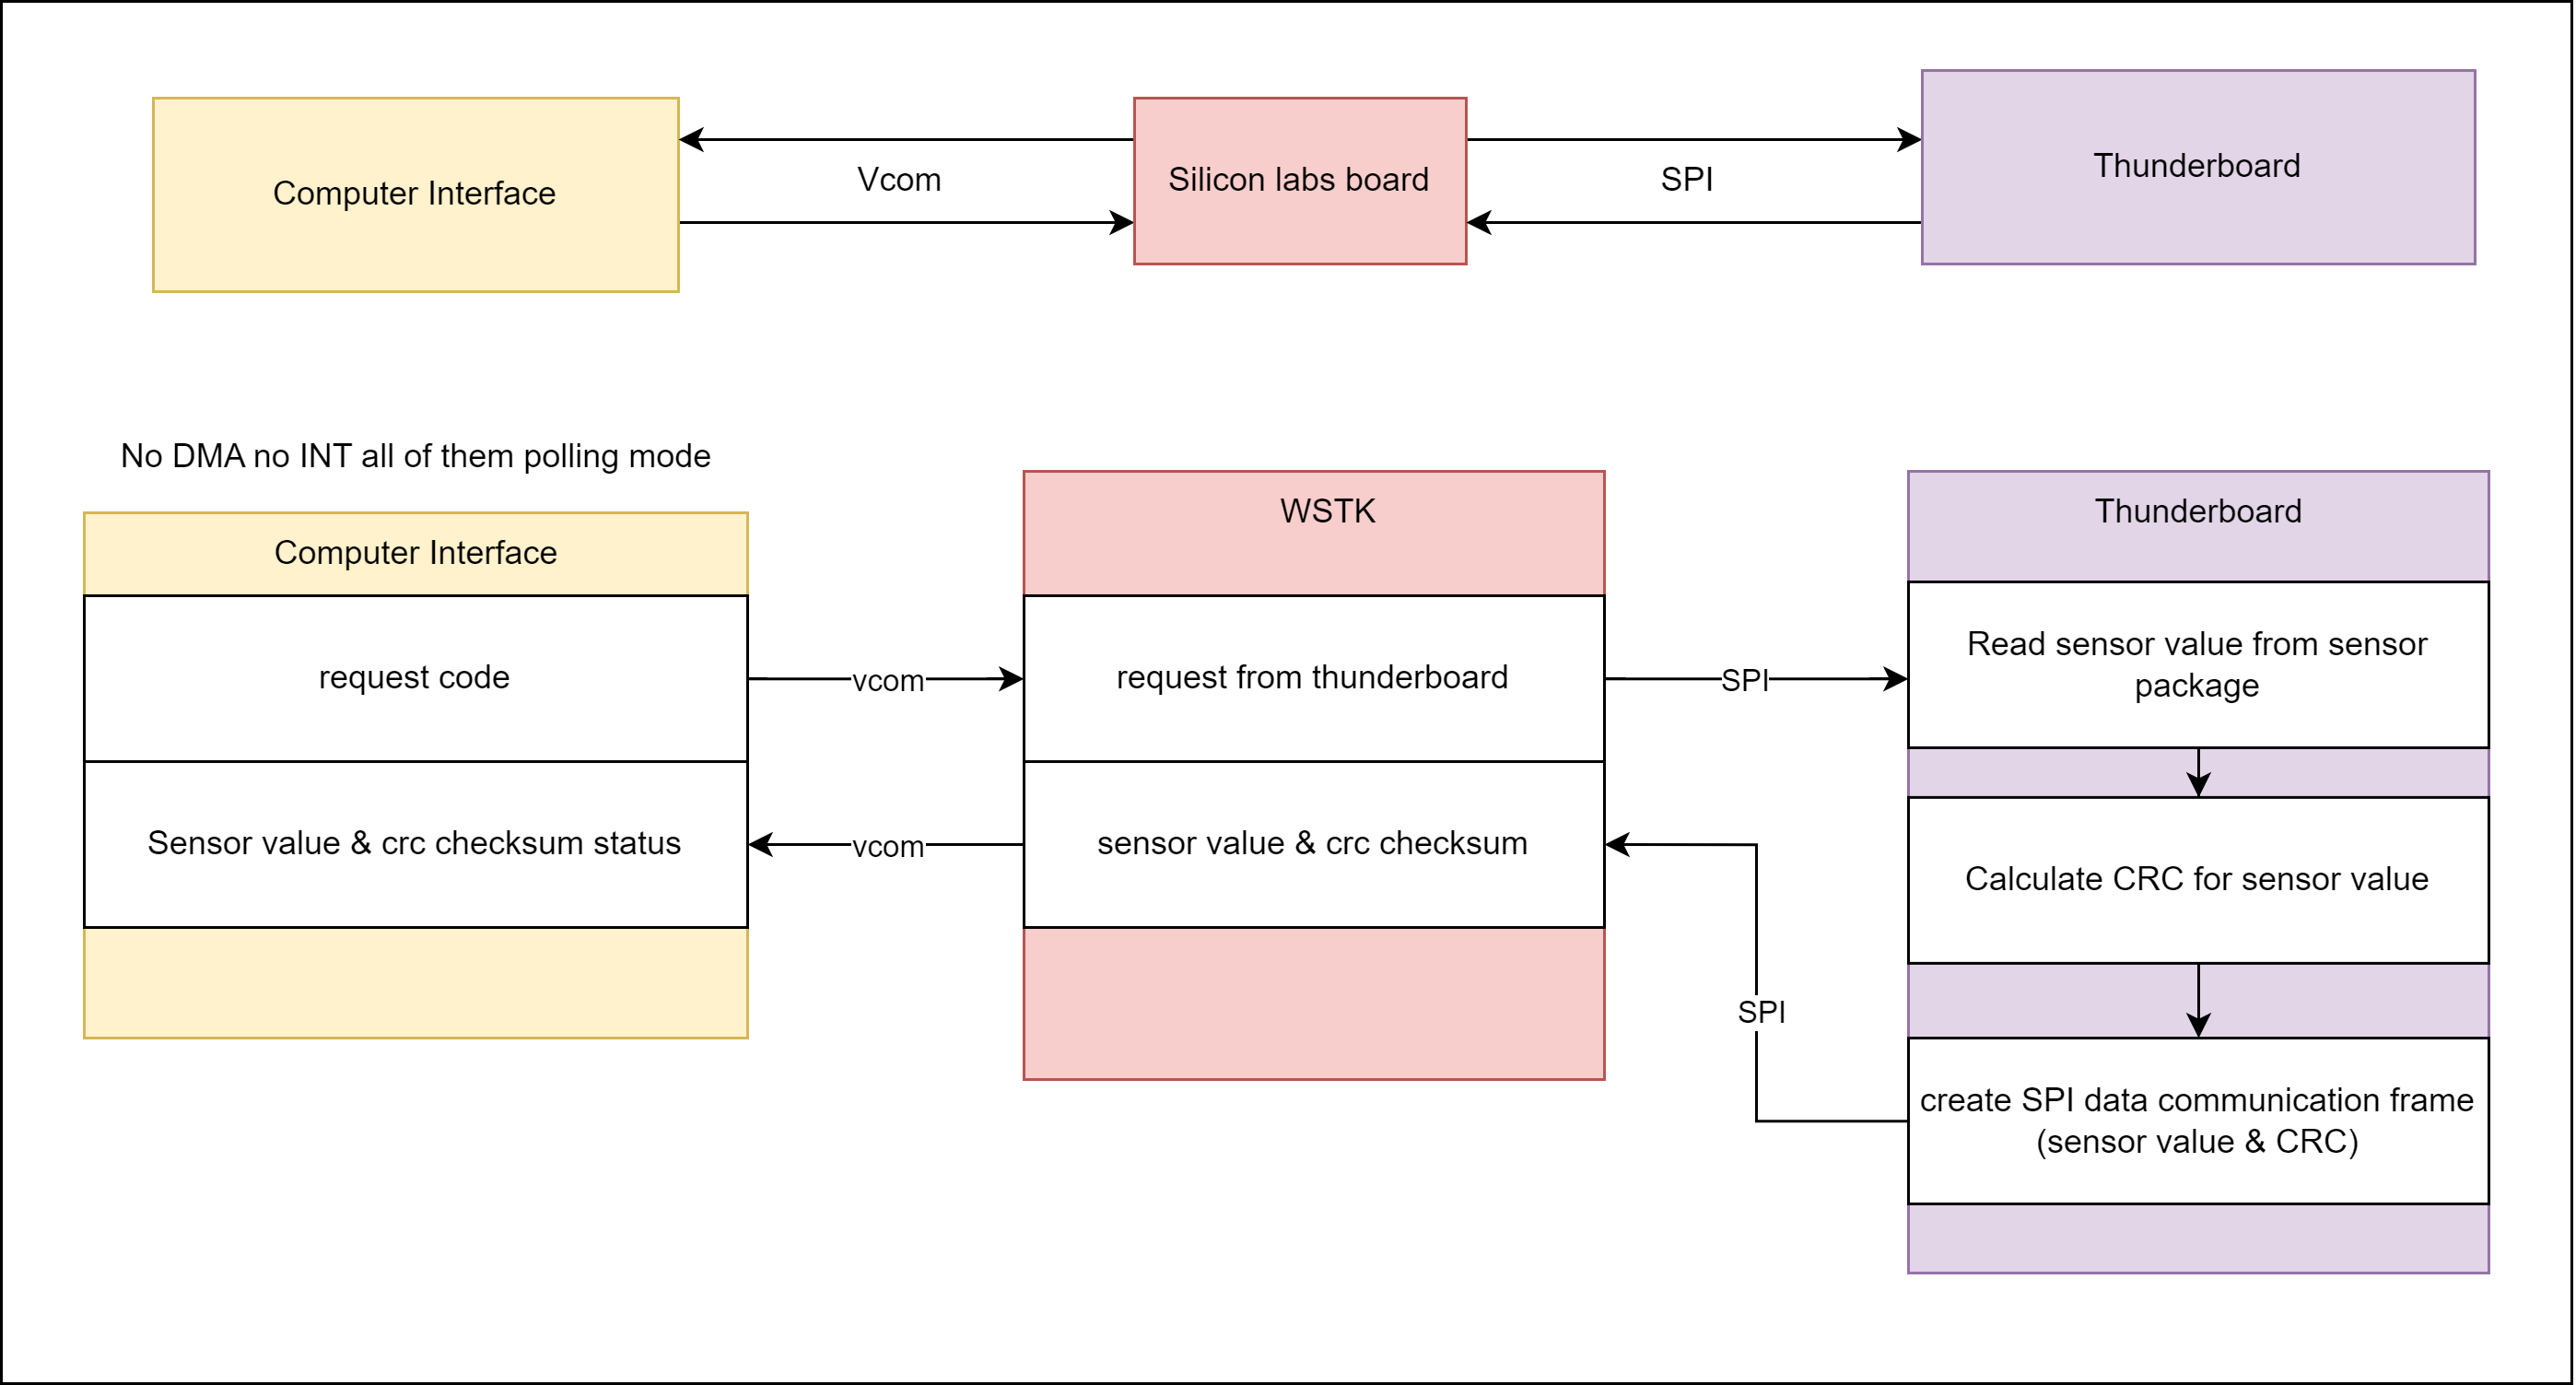 Computer Interface
Vcom
Silicon labs board
SPI
Thunderboard
No DMA no INT all of them polling mode
Computer Interface
request code
Sensor value & crc checksum status
vcom
vcom
WSTK
request from thunderboard
sensor value & crc checksum
SPI
SPI
Thunderboard
Read sensor value from sensor
package
Calculate CRC for sensor value
create SPI data communication frame
(sensor value & CRC)